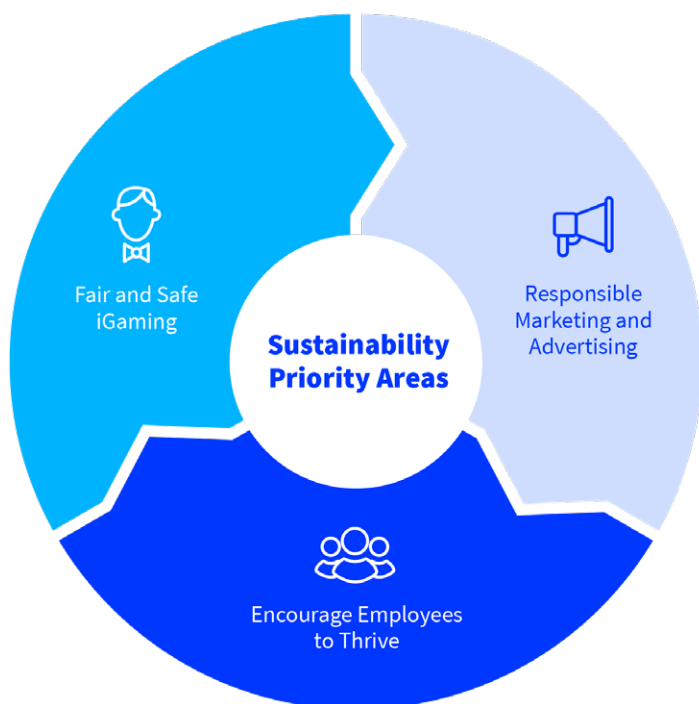 Sustainability
Priority Areas
Fair and Safe
iGaming
Responsible
Marketing and
Advertising
Encourage Employees
to Thrive